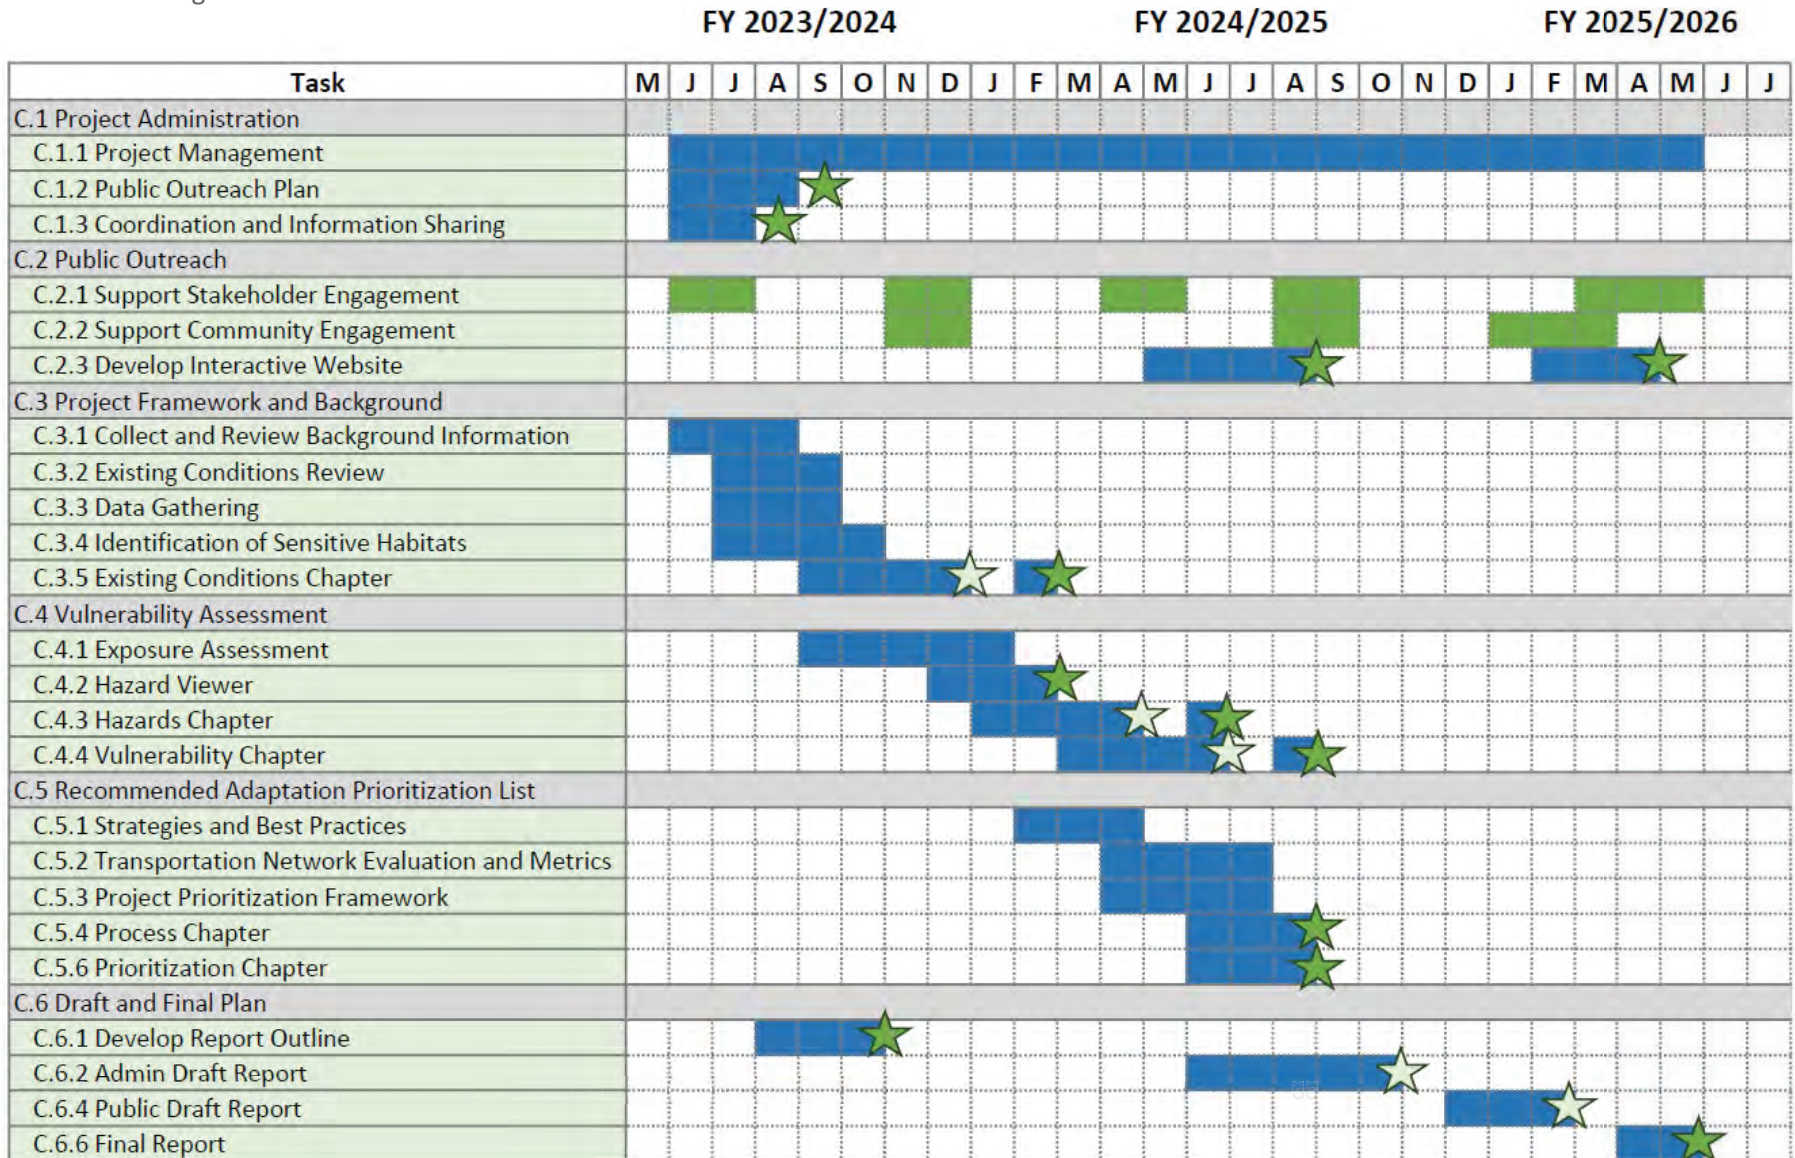 FY 2023/2024 FY 2024/2025 FY 2025/2026
Task M J J A S O N D J F M A M J J A S O N D J F M A M J J
C.1 Project Administration
C.1.1 Project Management
C.1.2 Public Outreach Plan
C.1.3 Coordination and Information Sharing
C.2 Public Outreach
C.2.1 Support Stakeholder Engagement
C.2.2 Support Community Engagement
C.2.3 Develop Interactive Website
C.3 Project Framework and Background
C.3.1 Collect and Review Background Information
C.3.2 Existing Conditions Review
C.3.3 Data Gathering
C.3.4 Identification of Sensitive Habitats
C.3.5 Existing Conditions Chapter
C.4 Vulnerability Assessment
C.4.1 Exposure Assessment
C.4.2 Hazard Viewer
C.4.3 Hazards Chapter
C.4.4 Vulnerability Chapter
C.5 Recommended Adaptation Prioritization List
C.5.1 Strategies and Best Practices
C.5.2 Transportation Network Evaluation and Metrics
C.5.3 Project Prioritization Framework
C.5.4 Process Chapter
C.5.6 Prioritization Chapter
C.6 Draft and Final Plan
C.6.1 Develop Report Outline
C.6.2 Admin Draft Report
C.6.4 Public Draft Report
C.6.6 Final Report